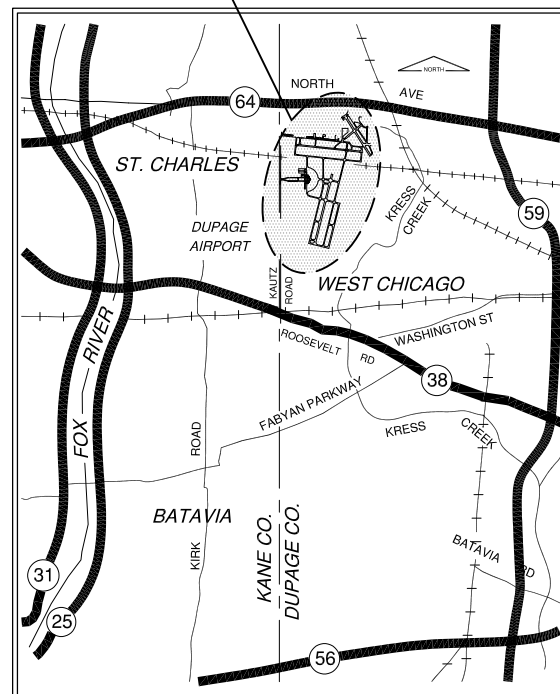 NORTH
NORTH
AVE
64
ST. CHARLES
KRESS
CREEK
59
DUPAGE
AIRPORT
KAUTZ
ROAD
WEST CHICAGO
RIVER
WASHINGTON ST
ROOSEVELT
RD
38
FABYAN PARKWAY
FOX
ROAD
KRESS
CREEK
BATAVIA
KANE CO.
DUPAGE CO.
KIRK
BATAVIA RD
31
25
56